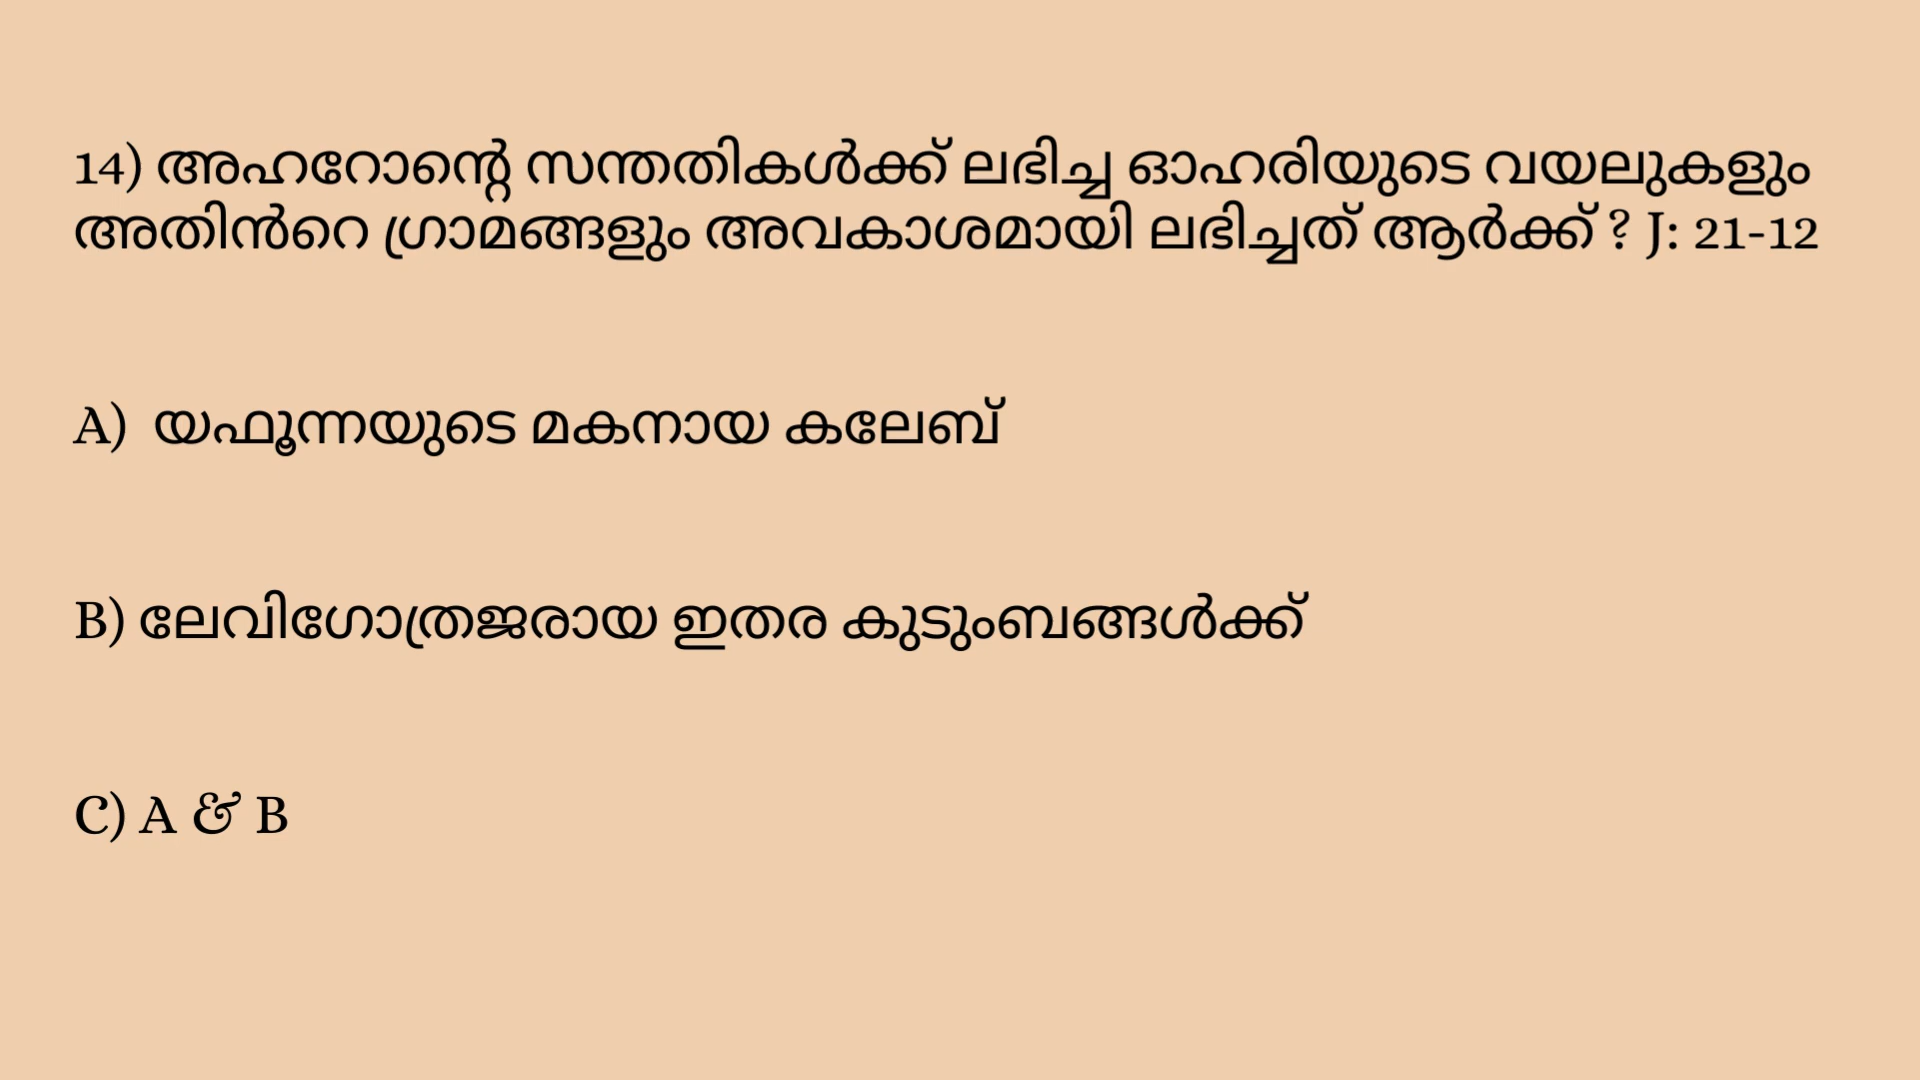 14) അഹറോന്റെ സന്തതികൾക്ക് ലഭിച്ച ഓഹരിയുടെ വയലുകളും
അതിൻറെ ഗ്രാമങ്ങളും അവകാശമായി ലഭിച്ചത് ആർക്ക് ? J: 21-12
A) യഫൂന്നയുടെ മകനായ കലേബ്
B) ലേവിഗോത്രജരായ ഇതര കുടുംബങ്ങൾക്ക്
C) A & B